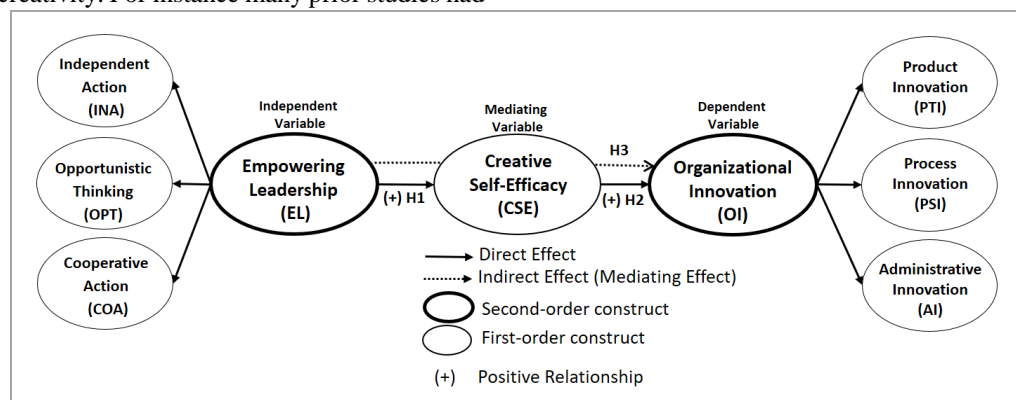 creativity. For instance many prior studies had
Independent
Action
(INA)
Opportunistic
Thinking
(OPT)
Cooperative
Action
(COA)
Independent
Variable
Empowering
Leadership
(EL)
(+) H1
Mediating
Variable
Creative
Self-Efficacy
(CSE)
H3
(+) H2
Dependent
Variable
Organizational
Innovation
(OI)
Product
Innovation
(PTI)
Process
Innovation
(PSI)
Administrative
Innovation
(AI)
Direct Effect
Indirect Effect (Mediating Effect)
Second-order construct
First-order construct
(+) Positive Relationship